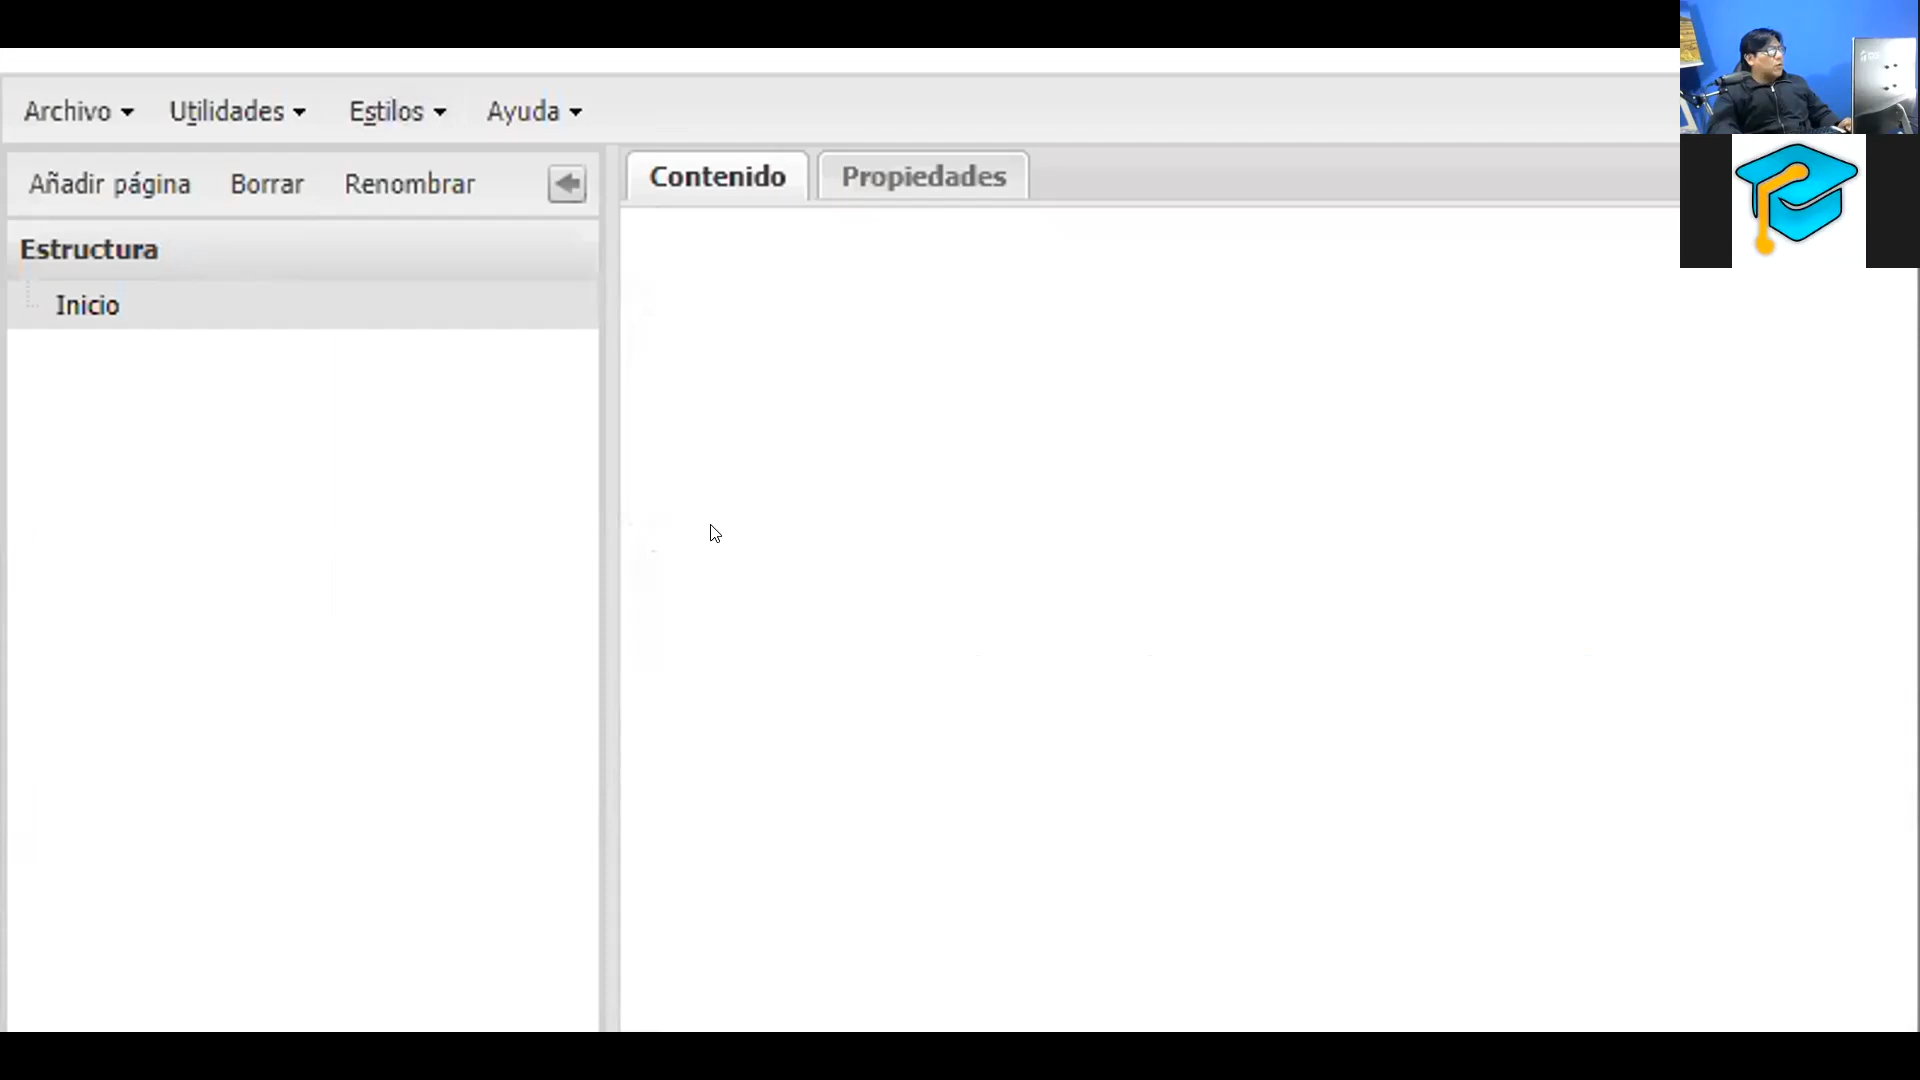 Archivo Utilidades Estilos Ayuda
Añadir página Borrar Renombrar
Contenido Propiedades
Estructura
Inicio